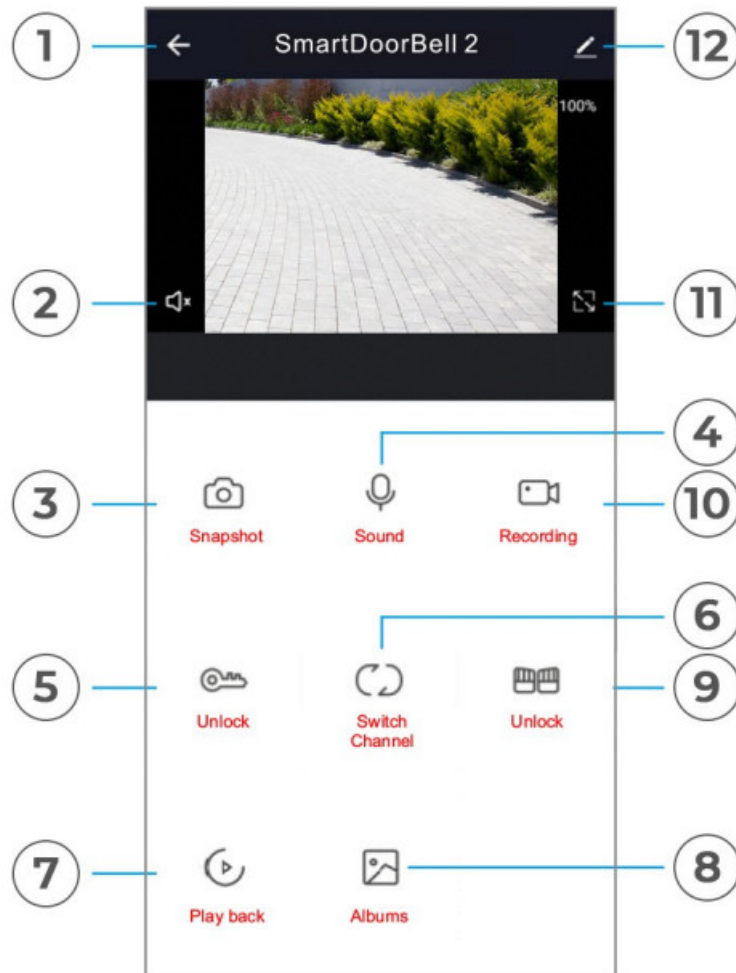 1
SmartDoorBell 2
12
100%
2
11
4
3
10
Snapshot
Sound
Recording
6
5
9
Unlock
Switch
Channel
Unlock
7
8
Play back
Albums